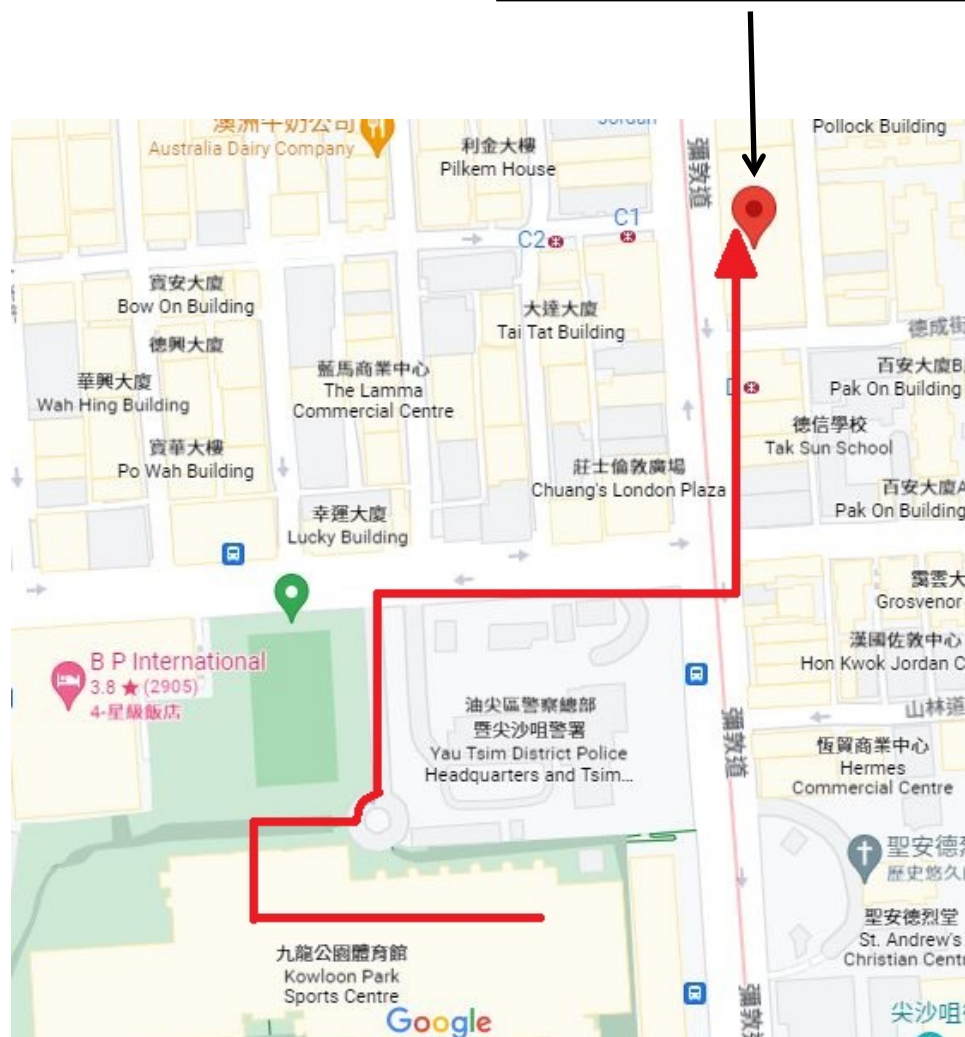 澳洲牛奶公司
Australia Dairy Company
利金大樓
Pilkem House
Jordan
彌敦道
Pollock Building
C1
C2
寶安大廈
Bow On Building
大達大廈
Tai Tat Building
德興大廈
德成街
華興大廈
Wah Hing Building
藍馬商業中心
The Lamma
Commercial Centre
百安大廈B
Pak On Building
德信學校
Tak Sun School
寶華大樓
Po Wah Building
莊士倫敦廣場
Chuang's London Plaza
百安大廈A
Pak On Building
幸運大廈
Lucky Building
靄雲大
Grosvenor
漢國佐敦中心
Hon Kwok Jordan C
B P International
3.8 ★ (2905)
4-星級飯店
油尖區警察總部
暨尖沙咀警署
Yau Tsim District Police
Headquarters and Tsim...
山林道
彌敦道
恆貿商業中心
Hermes
Commercial Centre
聖安德烈
歷史悠久
聖安德烈堂
St. Andrew's
Christian Centr
九龍公園體育館
Kowloon Park
Sports Centre
彌敦
尖沙咀
Google